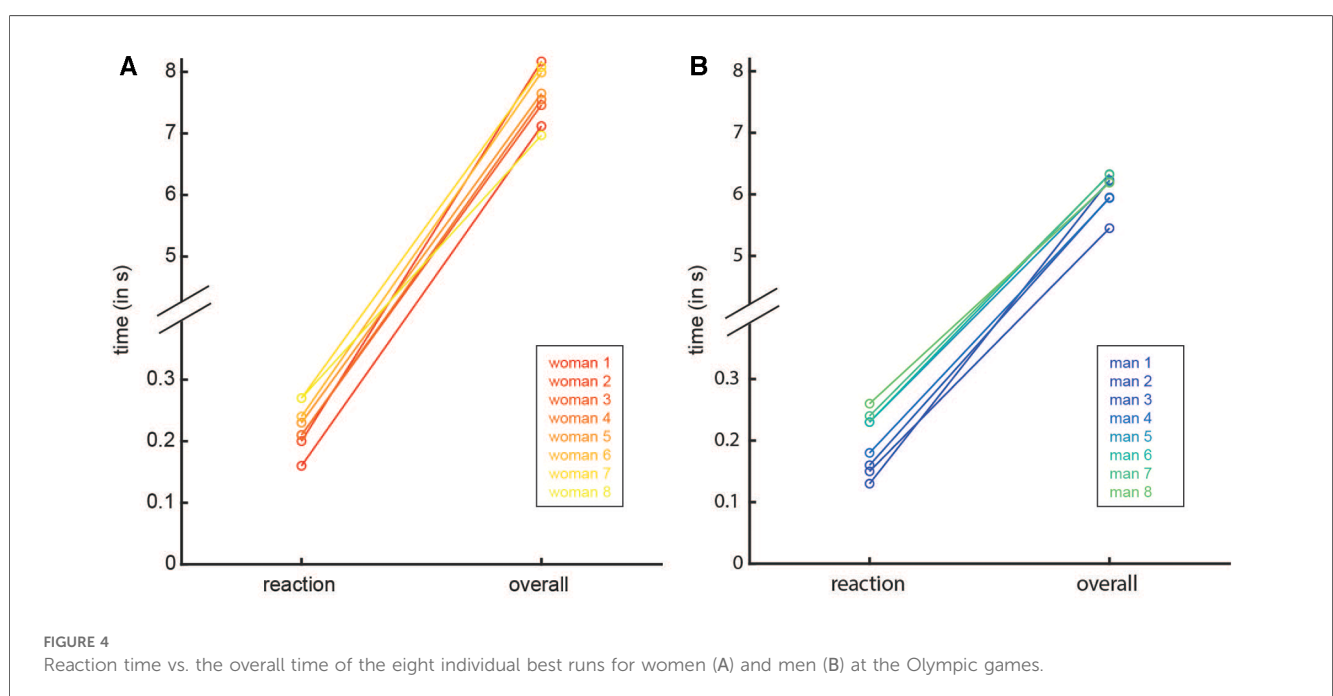 A
time (in s)
8
7
6
5
0.3
0.2
0.1
0
reaction
overall
woman 1
woman 2
woman 3
woman 4
woman 5
woman 6
woman 7
woman 8
B
time (in s)
8
7
6
5
0.3
0.2
0.1
0
reaction
overall
man 1
man 2
man 3
man 4
man 5
man 6
man 7
man 8
FIGURE 4
Reaction time vs. the overall time of the eight individual best runs for women (A) and men (B) at the Olympic games.